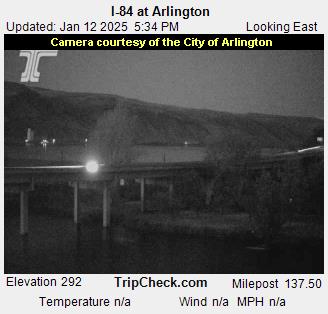 I-84 at Arlington
Updated: Jan 12 2025 5:34 PM Looking East
Camera courtesy of the City of Arlington
Elevation 292 TripCheck.com Milepost 137.50
Temperature n/a Wind n/a MPH n/a